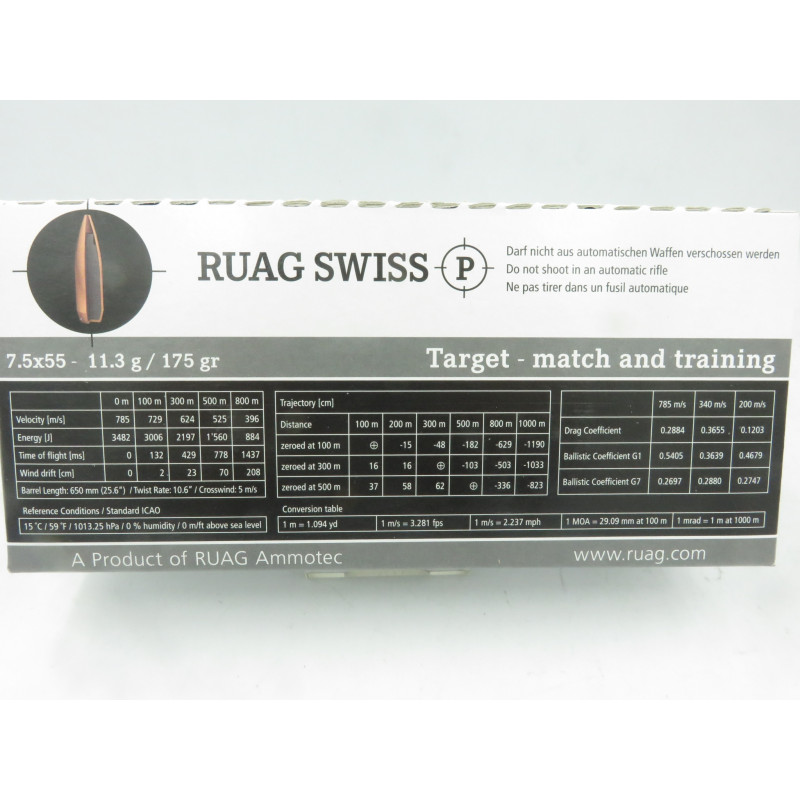 RUAG SWISS P
Darf nicht aus automatischen Waffen verschossen werden
Do not shoot in an automatic rifle
Ne pas tirer dans un fusil automatique
7.5x55 - 11.3 g / 175 gr
Target - match and training
0 m 100 m 300 m 500 m 800 m
Velocity [m/s] 785 729 624 525 396
Energy [J] 3482 3006 2197 1'560 884
Time of flight [ms] 0 132 429 778 1437
Wind drift [cm] 0 2 23 70 208
Barrel Length: 650 mm (25.6") / Twist Rate: 10.6" / Crosswind: 5 m/s
Reference Conditions / Standard ICAO
15 °C / 59 °F / 1013.25 hPa / 0 % humidity / 0 m/ft above sea level
Trajectory [cm]
Distance 100 m 200 m 300 m 500 m 800 m 1000 m
zeroed at 100 m ⊕ -15 -48 -182 -629 -1190
zeroed at 300 m 16 16 ⊕ -103 -503 -1033
zeroed at 500 m 37 58 62 ⊕ -336 -823
Conversion table
1 m = 1.094 yd 1 m/s = 3.281 fps 1 m/s = 2.237 mph 1 MOA = 29.09 mm at 100 m 1 mrad = 1 m at 1000 m
785 m/s 340 m/s 200 m/s
Drag Coefficient 0.2884 0.3655 0.1203
Ballistic Coefficient G1 0.5405 0.3639 0.4679
Ballistic Coefficient G7 0.2697 0.2880 0.2747
A Product of RUAG Ammotec
www.ruag.com